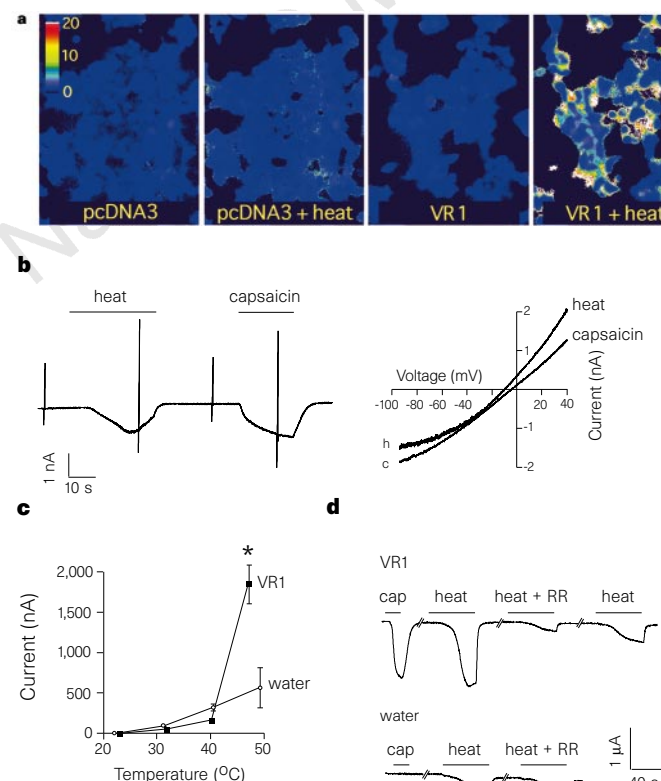 a
20
10
0
pcDNA3
pcDNA3 + heat
VR1
VR1 + heat
b
heat
capsaicin
1 nA
10 s
heat
capsaicin
Voltage (mV)
-100 -80 -60 -40 20 40
2
1
-1
-2
Current (nA)
h
c
c
d
2,000
1,500
1,000
500
0
20 30 40 50
Current (nA)
Temperature (ºC)
*
VR1
water
VR1
cap heat heat + RR heat
water
cap heat heat + RR
1 µA